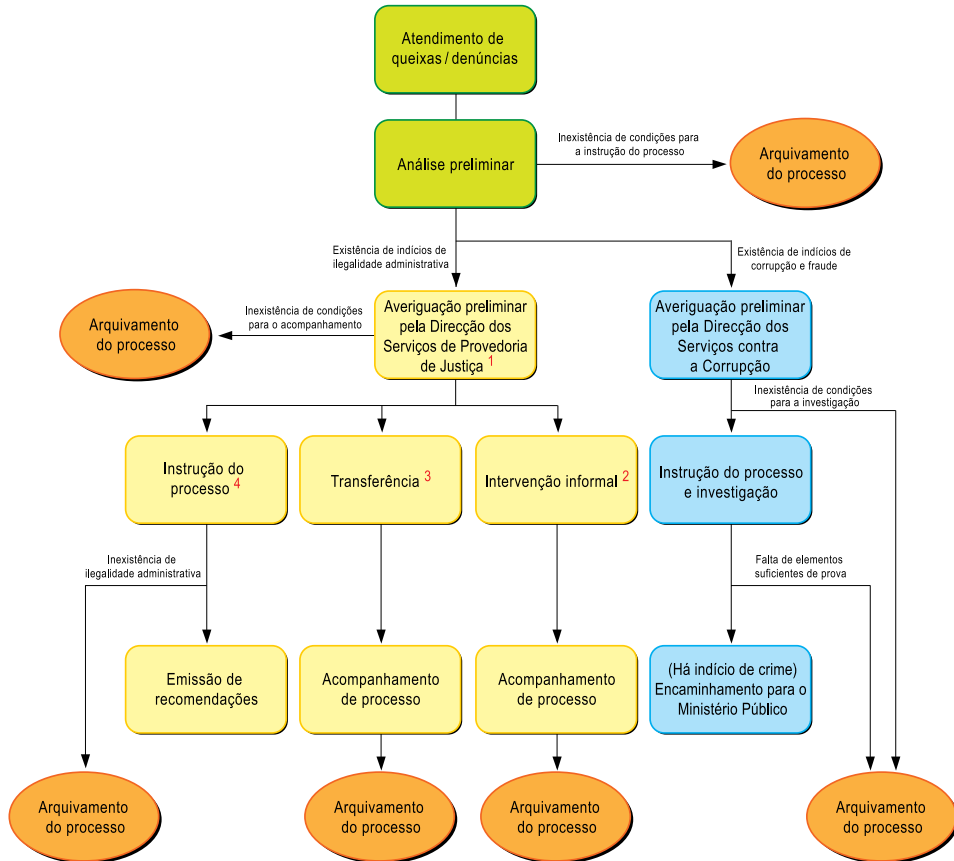 Atendimento de
queixas / denúncias
Análise preliminar
Inexistência de condições para
a instrução do processo
Arquivamento
do processo
Existência de indícios de
ilegalidade administrativa
Existência de indícios de
corrupção e fraude
Averiguação preliminar
pela Direcção dos
Serviços de Provedoria
de Justiça 1
Inexistência de condições
para o acompanhamento
Arquivamento
do processo
Averiguação preliminar
pela Direcção dos
Serviços contra
a Corrupção
Inexistência de condições
para a investigação
Instrução do
processo 4
Transferência 3
Intervenção informal 2
Instrução do processo
e investigação
Inexistência de
ilegalidade administrativa
Falta de elementos
suficientes de prova
Emissão de
recomendações
Acompanhamento
de processo
Acompanhamento
de processo
(Há indício de crime)
Encaminhamento para o
Ministério Público
Arquivamento
do processo
Arquivamento
do processo
Arquivamento
do processo
Arquivamento
do processo